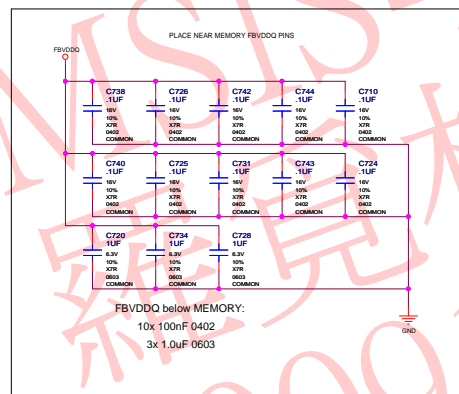 PLACE NEAR MEMORY FBVDDQ PINS
FBVDDQ
C738 C726 C742 C744 C710
.1UF .1UF .1UF .1UF .1UF
16V 16V 16V 16V 16V
10% 10% 10% 10% 10%
X7R X7R X7R X7R X7R
0402 0402 0402 0402 0402
COMMON COMMON COMMON COMMON COMMON
C740 C725 C731 C743 C724
.1UF .1UF .1UF .1UF .1UF
16V 16V 16V 16V 16V
10% 10% 10% 10% 10%
X7R X7R X7R X7R X7R
0402 0402 0402 0402 0402
COMMON COMMON COMMON COMMON COMMON
C720 C734 C728
1UF 1UF 1UF
6.3V 6.3V 6.3V
10% 10% 10%
X7R X7R X7R
0603 0603 0603
COMMON COMMON COMMON
FBVDDQ below MEMORY:
10x 100nF 0402
3x 1.0uF 0603
GND